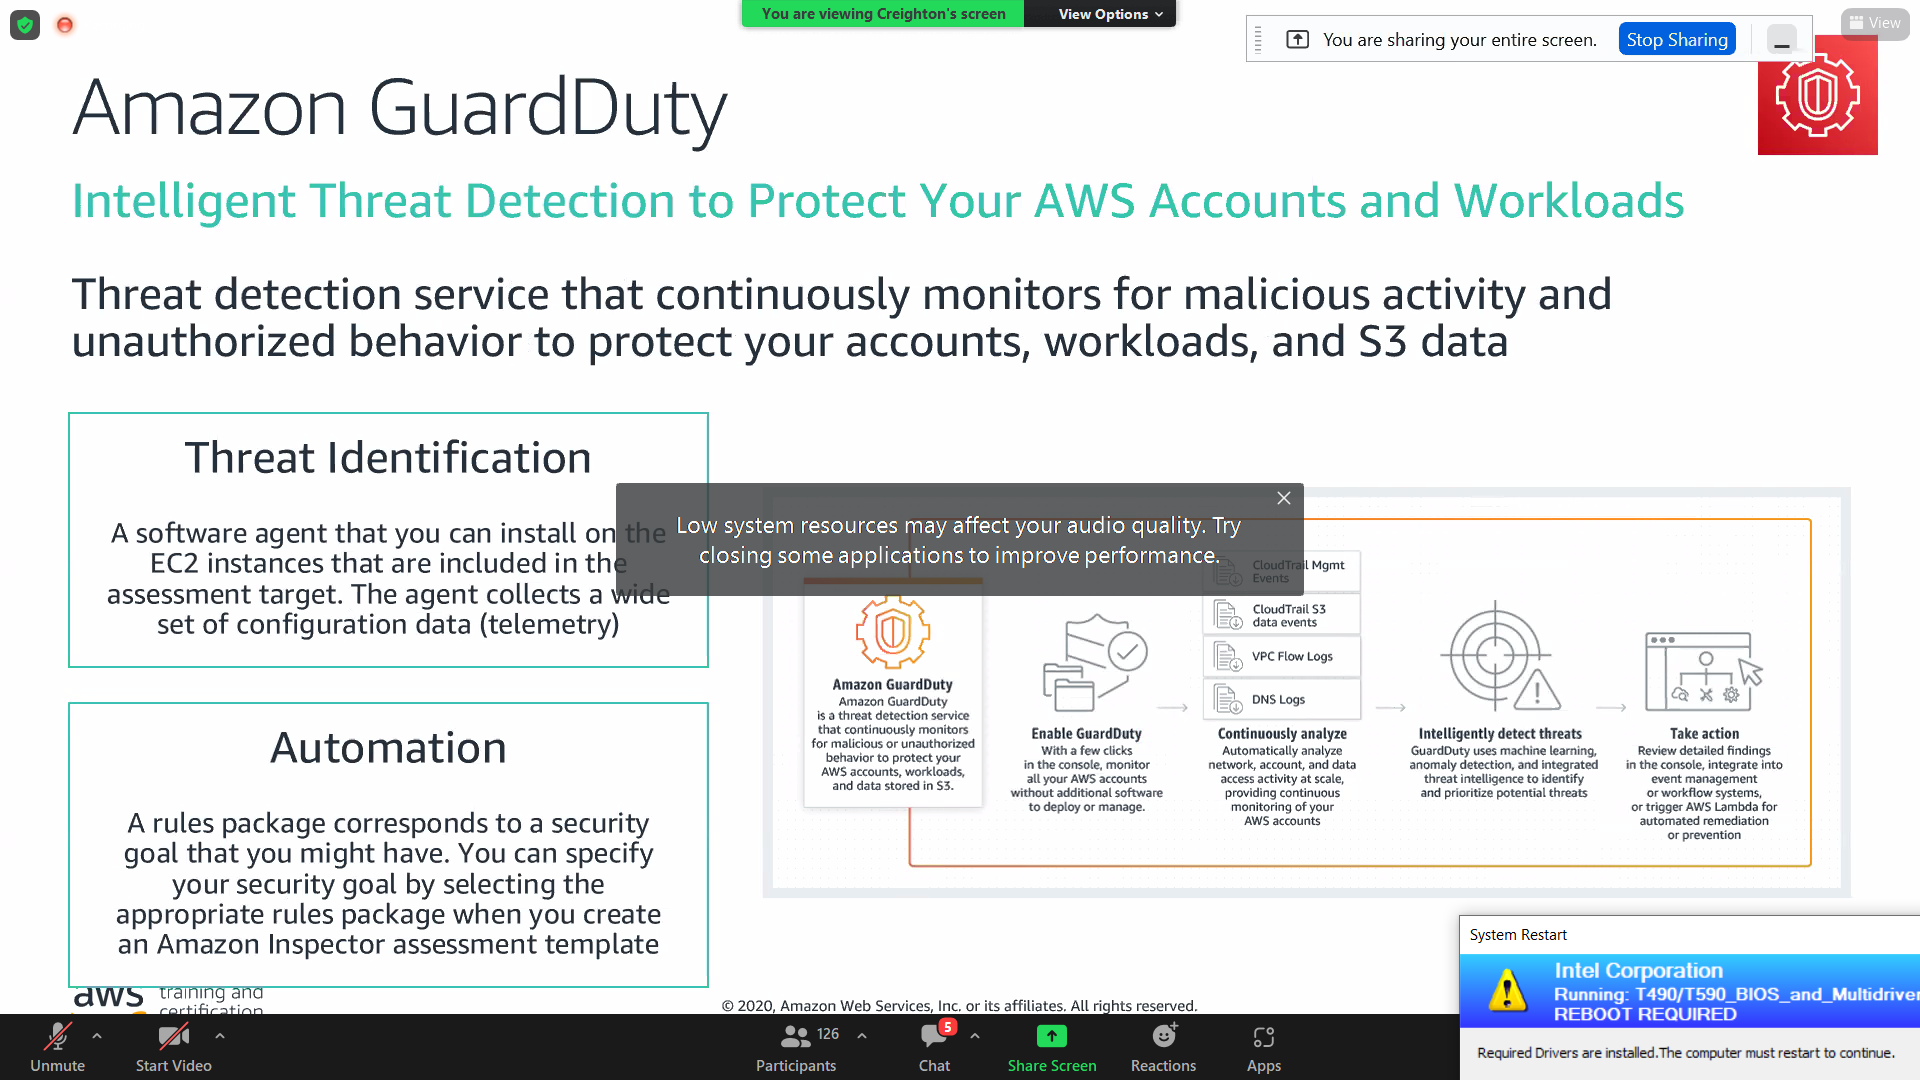 You are viewing Creighton's screen
View Options
You are sharing your entire screen.
Stop Sharing
View
Amazon GuardDuty
Intelligent Threat Detection to Protect Your AWS Accounts and Workloads
Threat detection service that continuously monitors for malicious activity and
unauthorized behavior to protect your accounts, workloads, and S3 data
Threat Identification
A software agent that you can install on the
EC2 instances that are included in the
assessment target. The agent collects a wide
set of configuration data (telemetry)
Low system resources may affect your audio quality. Try
closing some applications to improve performance.
Automation
A rules package corresponds to a security
goal that you might have. You can specify
your security goal by selecting the
appropriate rules package when you create
an Amazon Inspector assessment template
Amazon GuardDuty
Amazon GuardDuty
is a threat detection service
that continuously monitors
for malicious or unauthorized
behavior to protect your
AWS accounts, workloads,
and data stored in S3.
Enable GuardDuty
With a few clicks
in the console, monitor
all your AWS accounts
without additional software
to deploy or manage.
CloudTrail Mgmt
Events
CloudTrail S3
data events
VPC Flow Logs
DNS Logs
Continuously analyze
Automatically analyze
network, account, and data
access activity at scale,
providing continuous
monitoring of your
AWS accounts
Intelligently detect threats
GuardDuty uses machine learning,
anomaly detection, and integrated
threat intelligence to identify
and prioritize potential threats
Take action
Review detailed findings
in the console, integrate into
event management
or workflow systems,
or trigger AWS Lambda for
automated remediation
or prevention
aws training and
certification
© 2020, Amazon Web Services, Inc. or its affiliates. All rights reserved.
System Restart
Intel Corporation
Running: T490/T590_BIOS_and_Multidriver
REBOOT REQUIRED
Required Drivers are installed.The computer must restart to continue.
Unmute
Start Video
126
Participants
5
Chat
Share Screen
Reactions
Apps